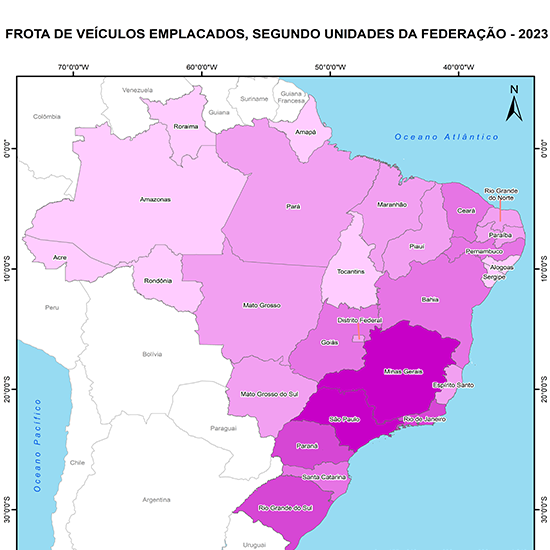 FROTA DE VEÍCULOS EMPLACADOS, SEGUNDO UNIDADES DA FEDERAÇÃO - 2023
70°0'0"W 60°0'0"W 50°0'0"W 40°0'0"W
N
Venezuela
Suriname
Guiana
Francesa
Guiana
Colômbia
Roraima
Amapá
Oceano Atlântico
0°0'0"
0°0'0"
Rio Grande
do Norte
Amazonas
Pará
Maranhão
Ceará
Paraíba
Piauí
Pernambuco
Acre
Alogoas
10°0'0"S
10°0'0"S
Rondônia
Tocantins
Sergipe
Bahia
Peru
Mato Grosso
Distrito Federal
Goiás
Bolívia
Minas Gerais
Espirito Santo
20°0'0"S
20°0'0"S
Mato Grosso do Sul
São Paulo
Rio de Janeiro
Paraguai
Oceano Pacífico
Paraná
Chile
Santa Catarina
Argentina
Rio Grande do Sul
30°0'0"S
30°0'0"S
Uruguai